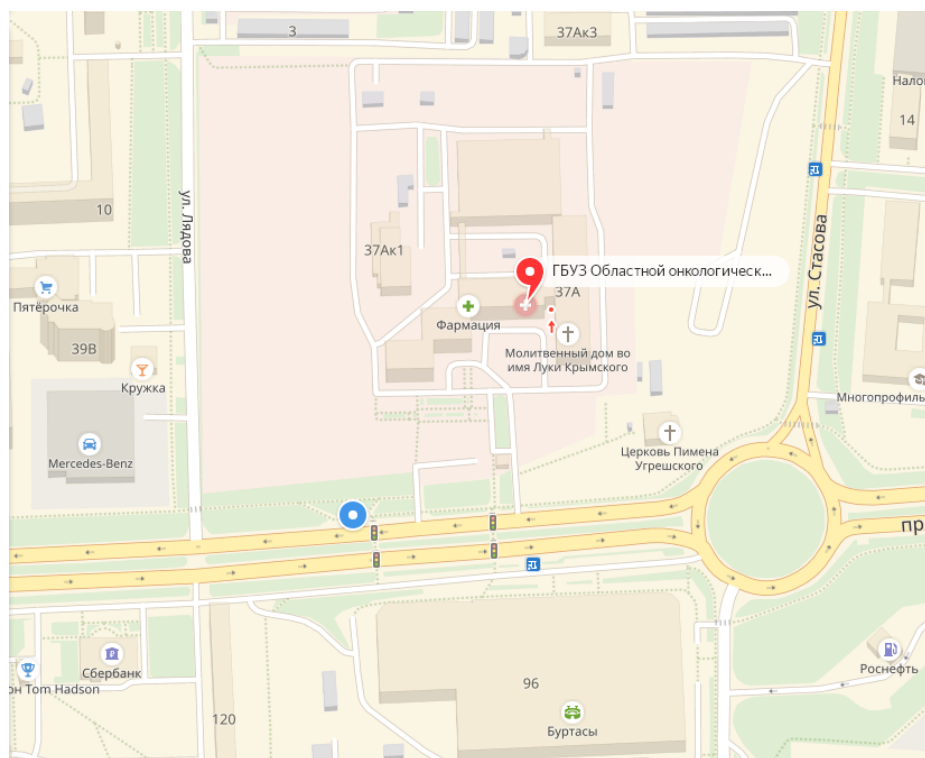 3
37Ак3
Нало
14
10
ул. Лядова
37Ак1
ГБУЗ Областной онкологическ...
37А
ул. Стасова
Пятёрочка
Фармация
39В
Молитвенный дом во
имя Луки Крымского
Кружка
Многопрофиль
Mercedes-Benz
Церковь Пимена
Угрешского
пр
Сбербанк
он Tom Hadson
Роснефть
96
120
Буртасы